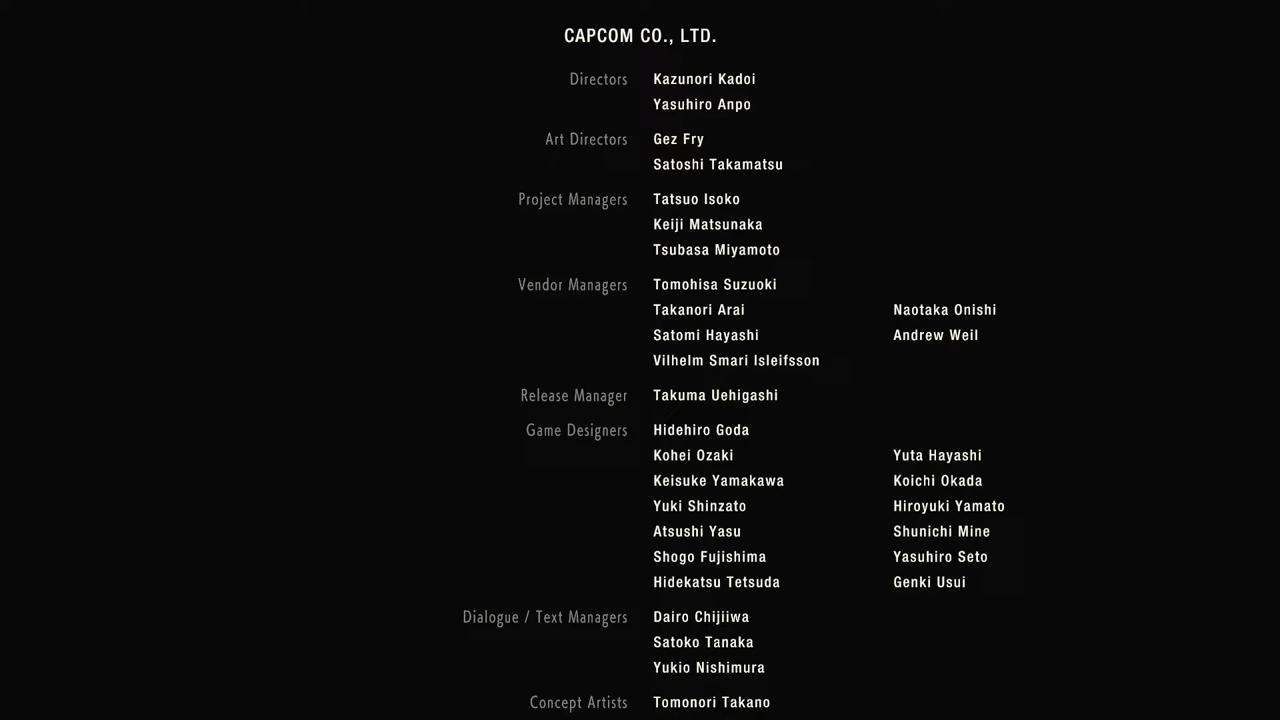 CAPCOM CO., LTD.
Directors Kazunori Kadoi
Yasuhiro Anpo
Art Directors Gez Fry
Satoshi Takamatsu
Project Managers Tatsuo Isoko
Keiji Matsunaka
Tsubasa Miyamoto
Vendor Managers Tomohisa Suzuoki
Takanori Arai Naotaka Onishi
Satomi Hayashi Andrew Weil
Vilhelm Smari Isleifsson
Release Manager Takuma Uehigashi
Game Designers Hidehiro Goda
Kohei Ozaki Yuta Hayashi
Keisuke Yamakawa Koichi Okada
Yuki Shinzato Hiroyuki Yamato
Atsushi Yasu Shunichi Mine
Shogo Fujishima Yasuhiro Seto
Hidekatsu Tetsuda Genki Usui
Dialogue / Text Managers Dairo Chijiiwa
Satoko Tanaka
Yukio Nishimura
Concept Artists Tomonori Takano